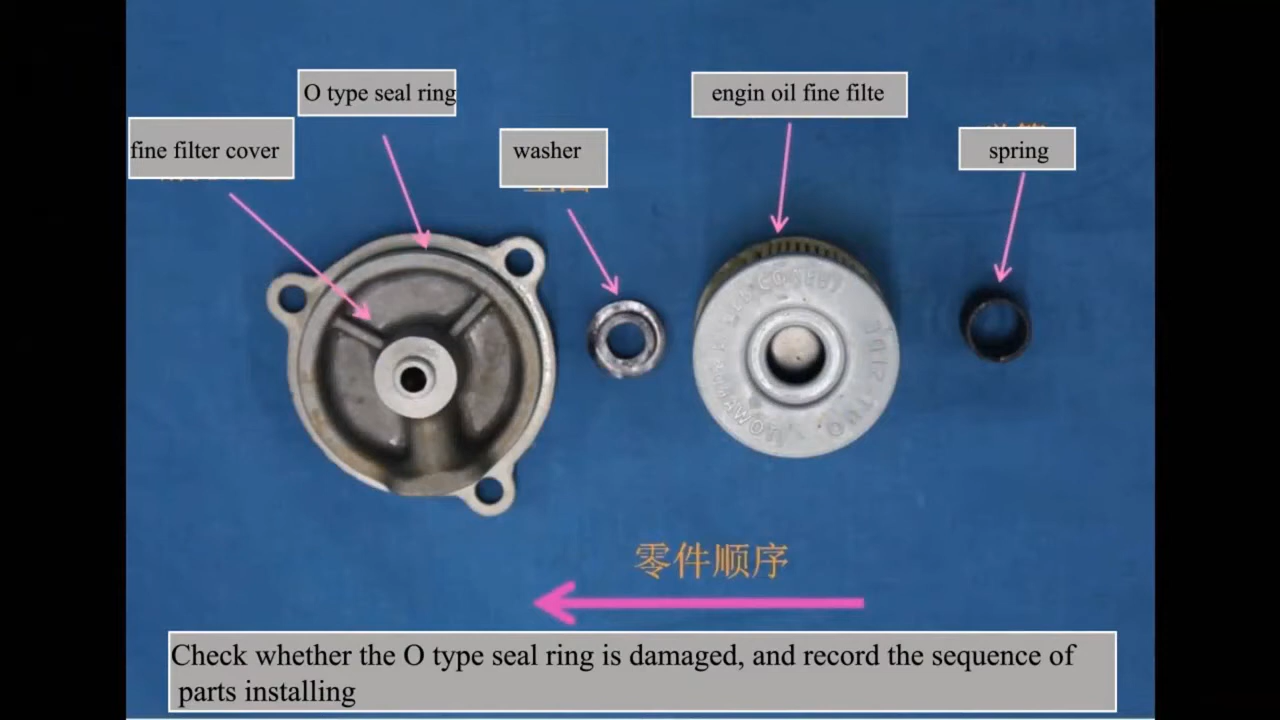 O type seal ring
engin oil fine filte
fine filter cover
washer
spring
零件顺序
Check whether the O type seal ring is damaged, and record the sequence of
parts installing